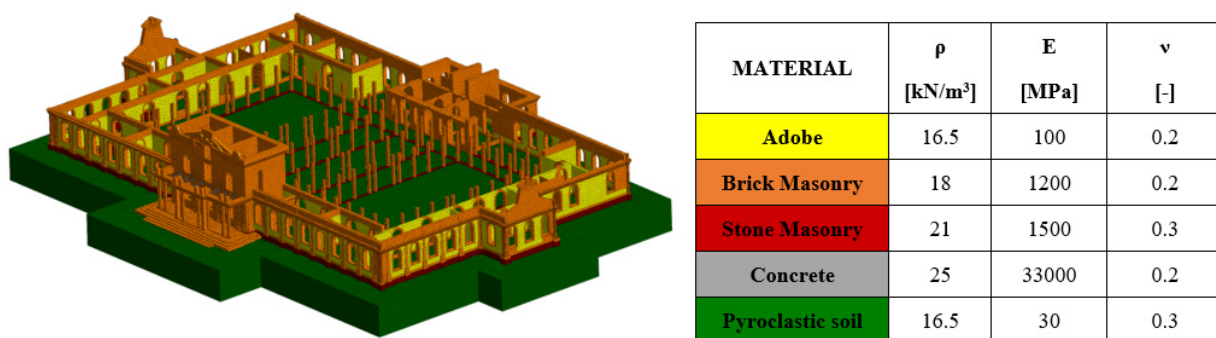 MATERIAL ρ E ν
[kN/m³] [MPa] [-]
Adobe 16.5 100 0.2
Brick Masonry 18 1200 0.2
Stone Masonry 21 1500 0.3
Concrete 25 33000 0.2
Pyroclastic soil 16.5 30 0.3